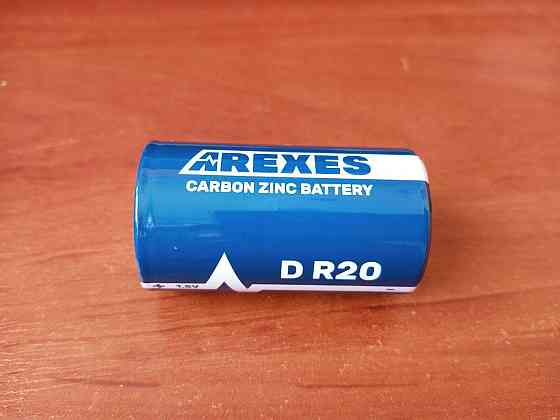 AREXES
CARBON ZINC BATTERY
D R20
+ 1.5V -